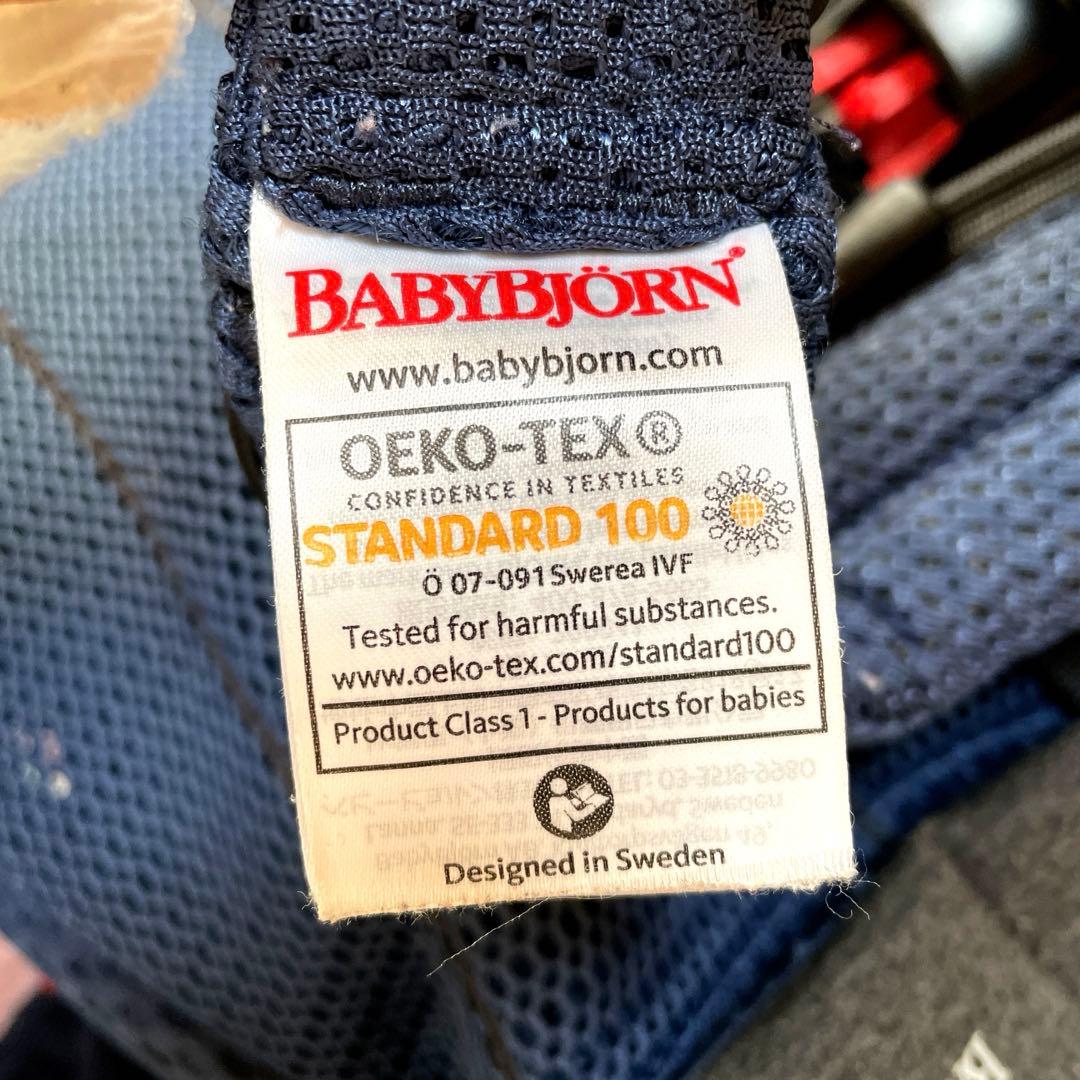 BABYBJÖRN®
www.babybjorn.com
OEKO-TEX®
CONFIDENCE IN TEXTILES
STANDARD 100
Ö 07-091 Swerea IVF
Tested for harmful substances.
www.oeko-tex.com/standard100
Product Class 1 - Products for babies
Designed in Sweden